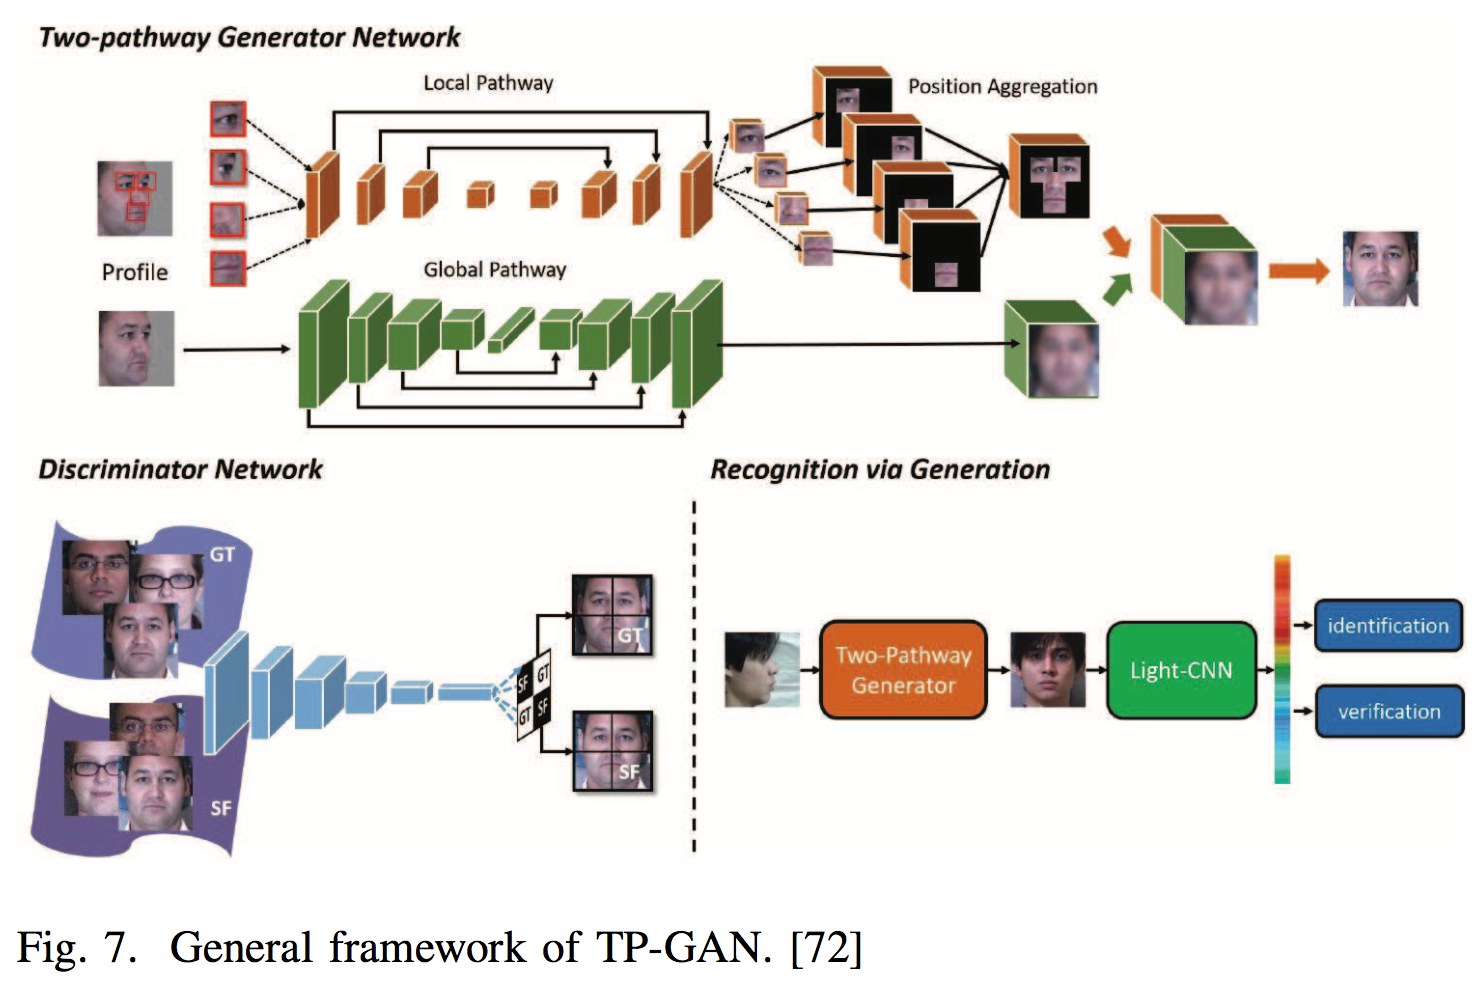 Two-pathway Generator Network
Local Pathway
Position Aggregation
Profile
Global Pathway
Discriminator Network
GT
SF
SF
GT
GT
SF
GT
SF
Recognition via Generation
Two-Pathway
Generator
Light-CNN
identification
verification
Fig. 7. General framework of TP-GAN. [72]